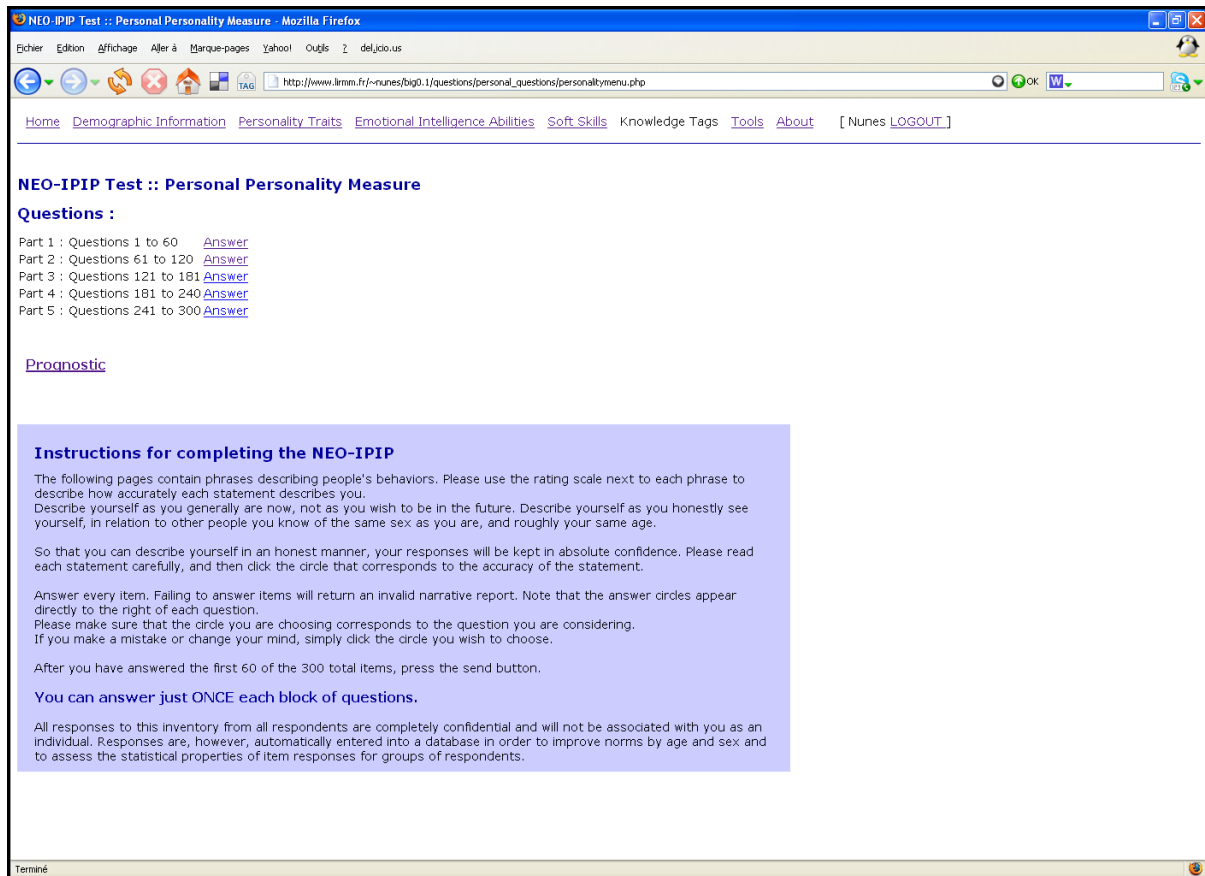 NEO-IPIP Test :: Personal Personality Measure - Mozilla Firefox
Fichier Edition Affichage Aller à Marque-pages Yahoo! Outils ? del.icio.us
TAG http://www.lirmm.fr/~nunes/big0.1/questions/personal_questions/personalitymenu.php OK W
Home Demographic Information Personality Traits Emotional Intelligence Abilities Soft Skills Knowledge Tags Tools About [ Nunes LOGOUT ]
NEO-IPIP Test :: Personal Personality Measure
Questions :
Part 1 : Questions 1 to 60 Answer
Part 2 : Questions 61 to 120 Answer
Part 3 : Questions 121 to 181 Answer
Part 4 : Questions 181 to 240 Answer
Part 5 : Questions 241 to 300 Answer
Prognostic
Instructions for completing the NEO-IPIP
The following pages contain phrases describing people's behaviors. Please use the rating scale next to each phrase to
describe how accurately each statement describes you.
Describe yourself as you generally are now, not as you wish to be in the future. Describe yourself as you honestly see
yourself, in relation to other people you know of the same sex as you are, and roughly your same age.
So that you can describe yourself in an honest manner, your responses will be kept in absolute confidence. Please read
each statement carefully, and then click the circle that corresponds to the accuracy of the statement.
Answer every item. Failing to answer items will return an invalid narrative report. Note that the answer circles appear
directly to the right of each question.
Please make sure that the circle you are choosing corresponds to the question you are considering.
If you make a mistake or change your mind, simply click the circle you wish to choose.
After you have answered the first 60 of the 300 total items, press the send button.
You can answer just ONCE each block of questions.
All responses to this inventory from all respondents are completely confidential and will not be associated with you as an
individual. Responses are, however, automatically entered into a database in order to improve norms by age and sex and
to assess the statistical properties of item responses for groups of respondents.
Terminé